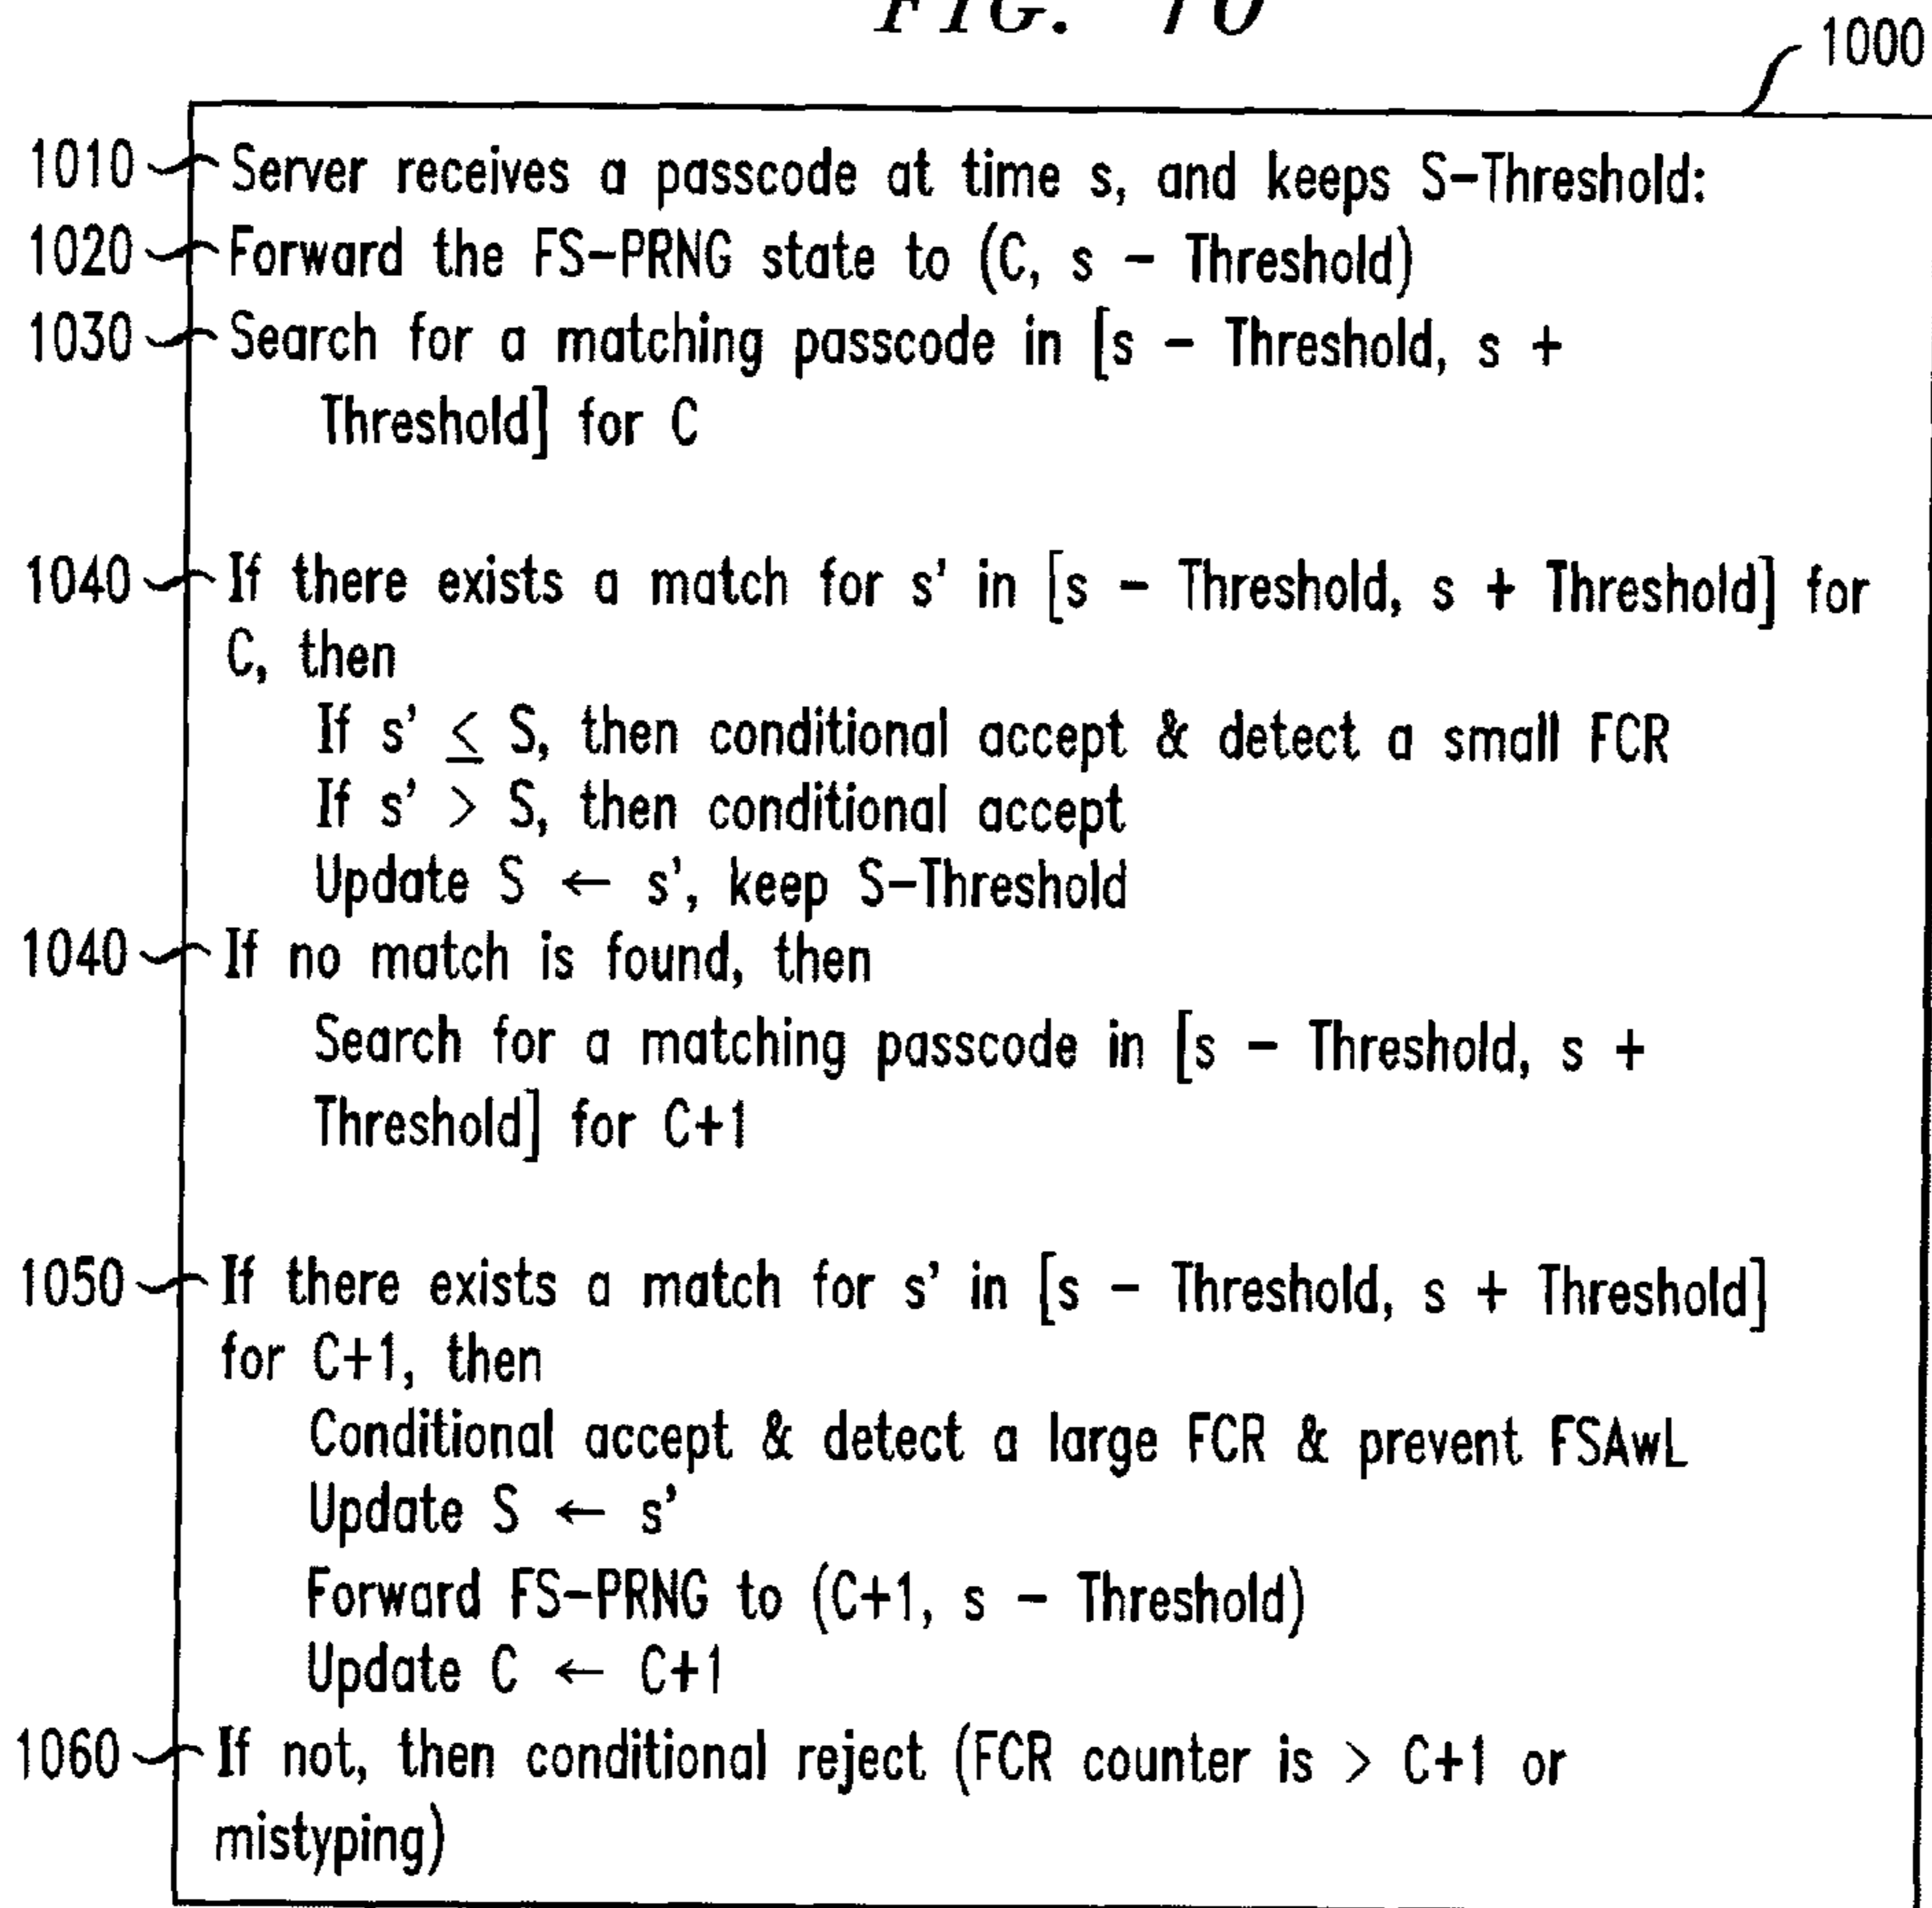 FIG. 10
1000
1010 Server receives a passcode at time s, and keeps S-Threshold:
1020 Forward the FS-PRNG state to (C, s - Threshold)
1030 Search for a matching passcode in [s - Threshold, s +
Threshold] for C
1040 If there exists a match for s' in [s - Threshold, s + Threshold] for
C, then
If s' ≤ S, then conditional accept & detect a small FCR
If s' > S, then conditional accept
Update S ← s', keep S-Threshold
1040 If no match is found, then
Search for a matching passcode in [s - Threshold, s +
Threshold] for C+1
1050 If there exists a match for s' in [s - Threshold, s + Threshold]
for C+1, then
Conditional accept & detect a large FCR & prevent FSAwL
Update S ← s'
Forward FS-PRNG to (C+1, s - Threshold)
Update C ← C+1
1060 If not, then conditional reject (FCR counter is > C+1 or
mistyping)